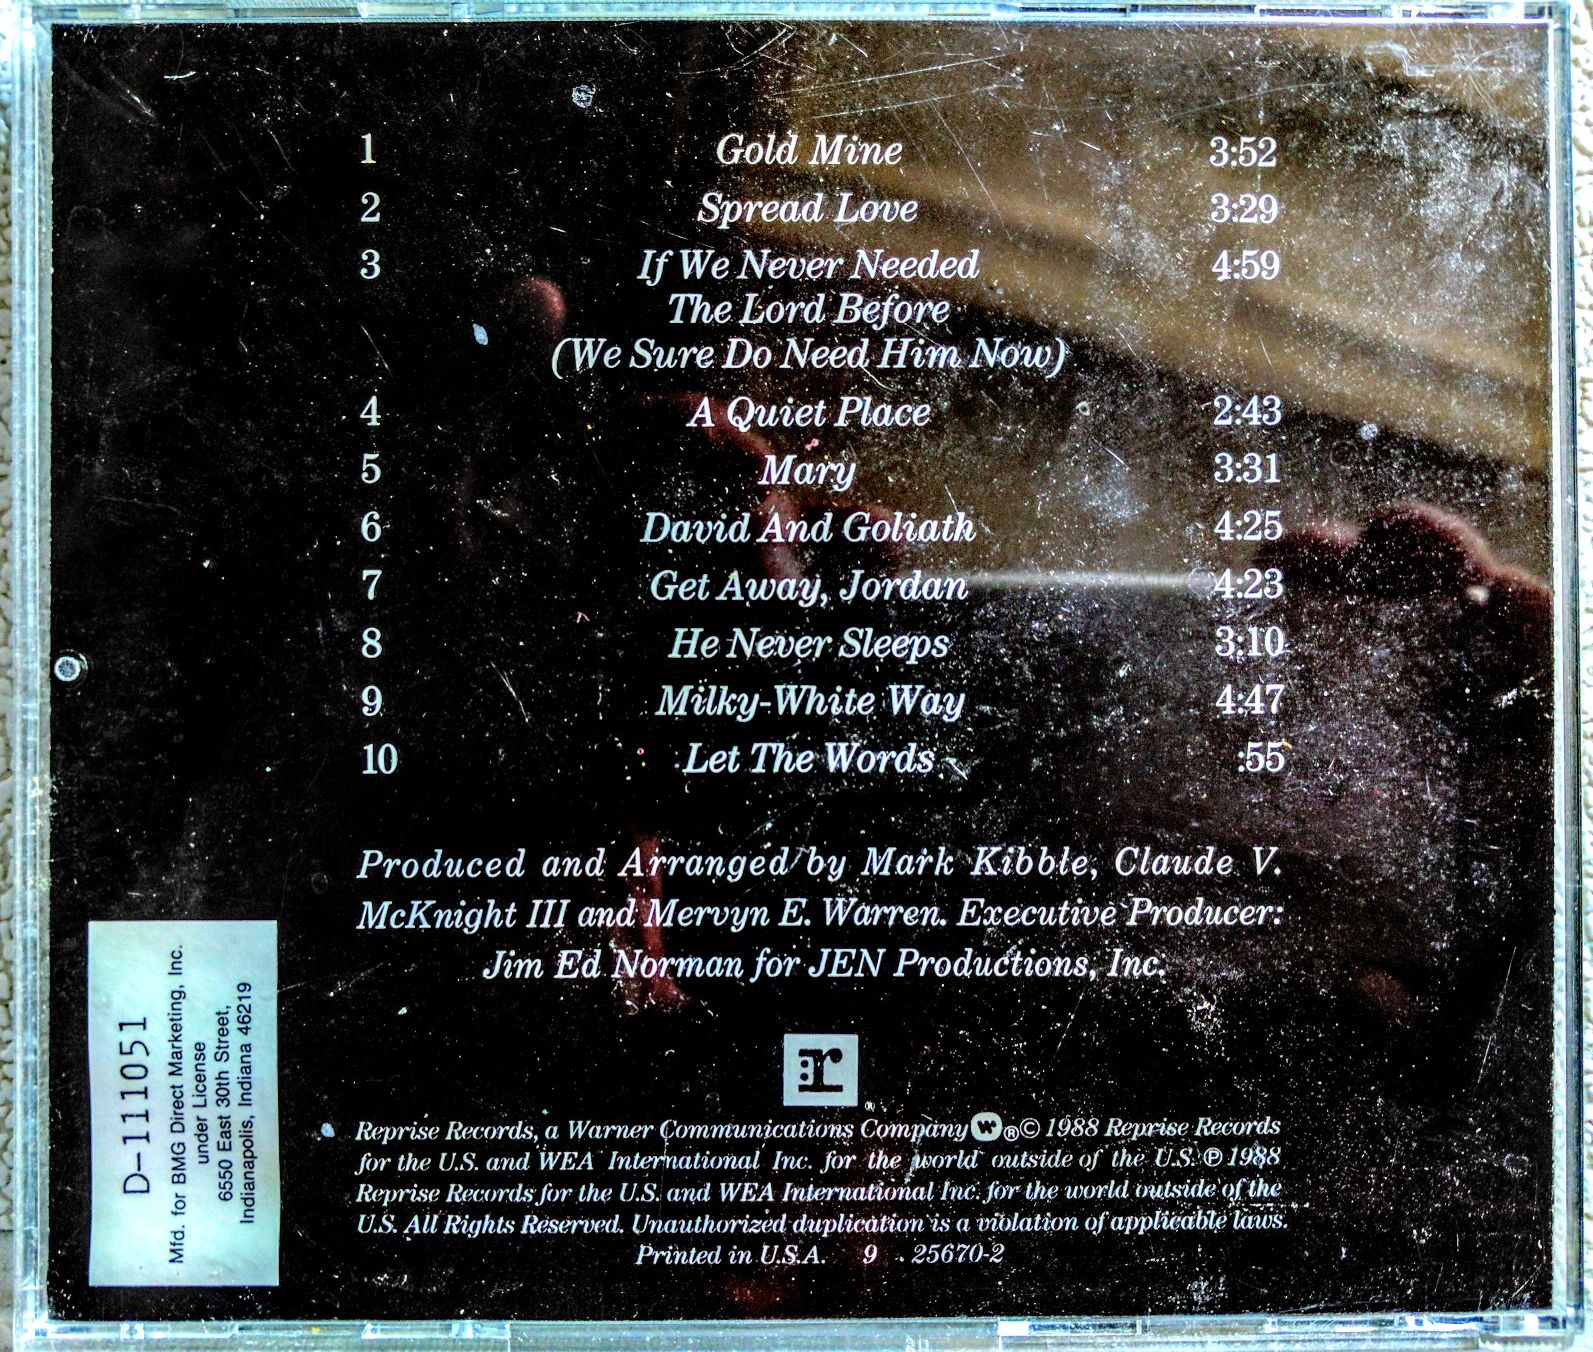 1 Gold Mine 3:52
2 Spread Love 3:29
3 If We Never Needed 4:59
The Lord Before
(We Sure Do Need Him Now)
4 A Quiet Place 2:43
5 Mary 3:31
6 David And Goliath 4:25
7 Get Away, Jordan 4:23
8 He Never Sleeps 3:10
9 Milky-White Way 4:47
10 Let The Words :55
Produced and Arranged by Mark Kibble, Claude V.
McKnight III and Mervyn E. Warren. Executive Producer:
Jim Ed Norman for JEN Productions, Inc.
:r
®
Reprise Records, a Warner Communications Company W ® © 1988 Reprise Records
for the U.S. and WEA International Inc. for the world outside of the U.S. ℗ 1988
Reprise Records for the U.S. and WEA International Inc. for the world outside of the
U.S. All Rights Reserved. Unauthorized duplication is a violation of applicable laws.
Printed in U.S.A. 9 25670-2
D-111051
Mfd. for BMG Direct Marketing, Inc.
under License
6550 East 30th Street,
Indianapolis, Indiana 46219